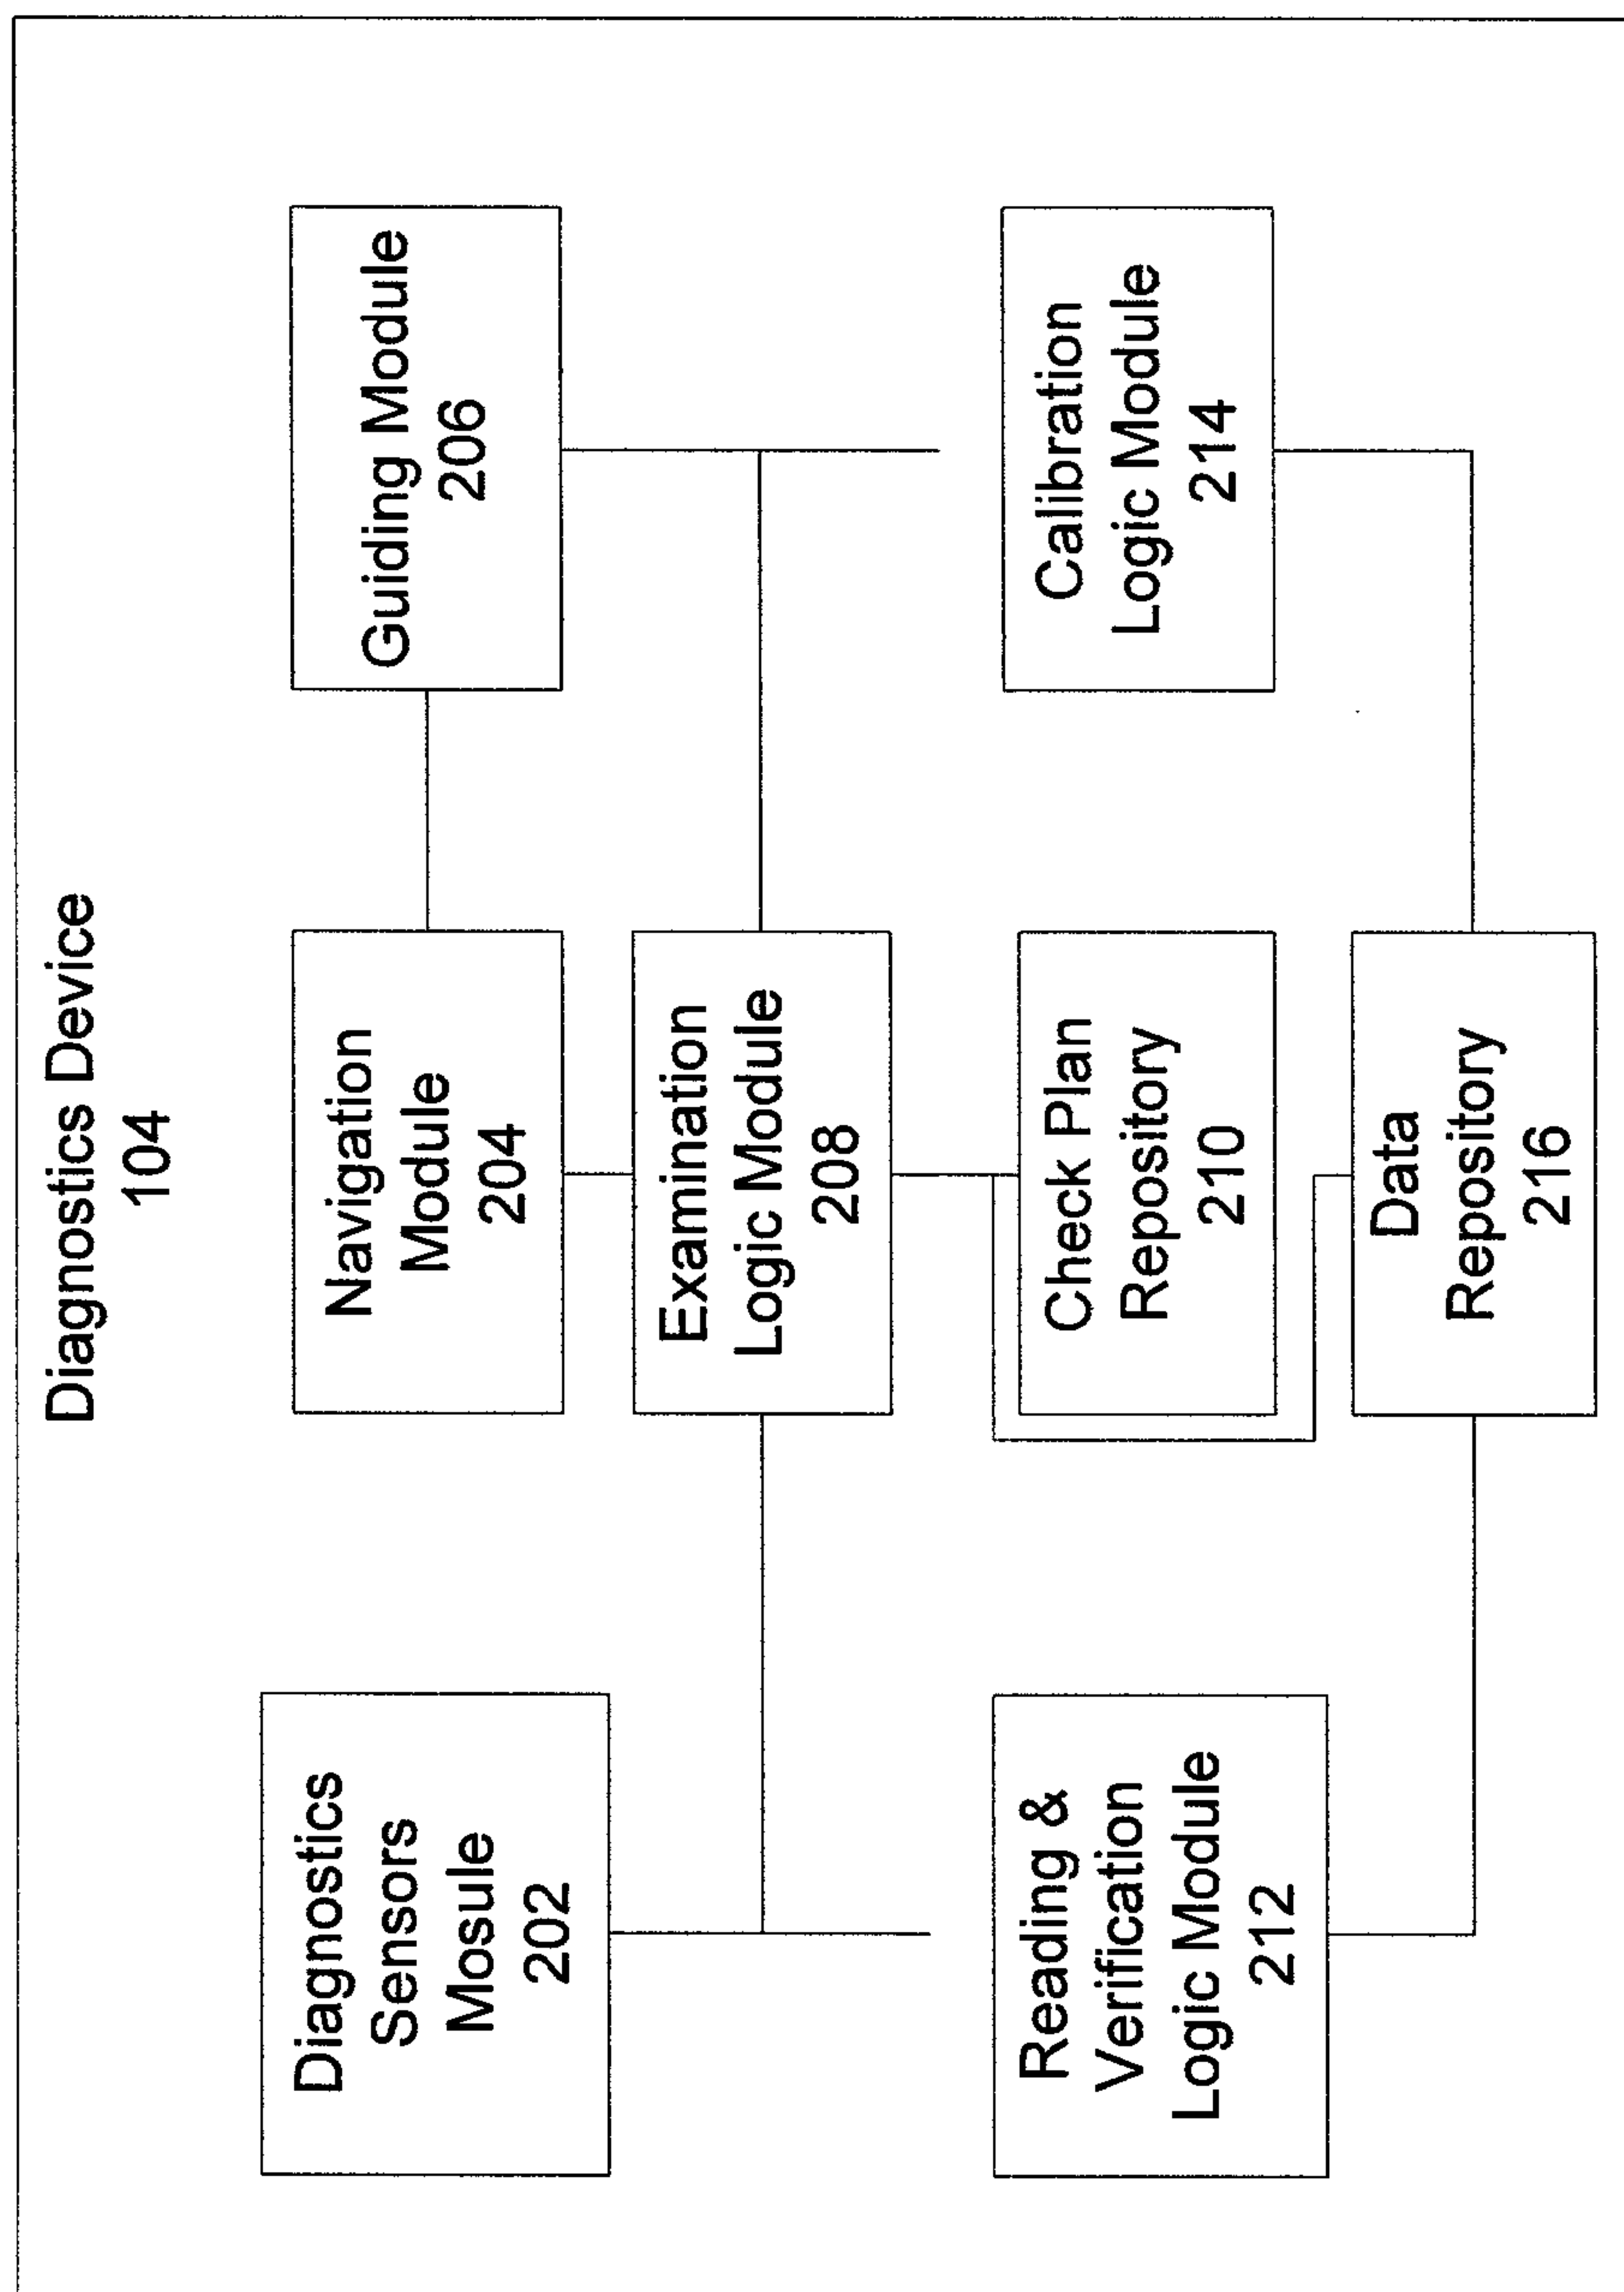 Diagnostics Device
104
Diagnostics
Sensors
Mosule
202
Navigation
Module
204
Guiding Module
206
Examination
Logic Module
208
Reading &
Verification
Logic Module
212
Check Plan
Repository
210
Calibration
Logic Module
214
Data
Repository
216